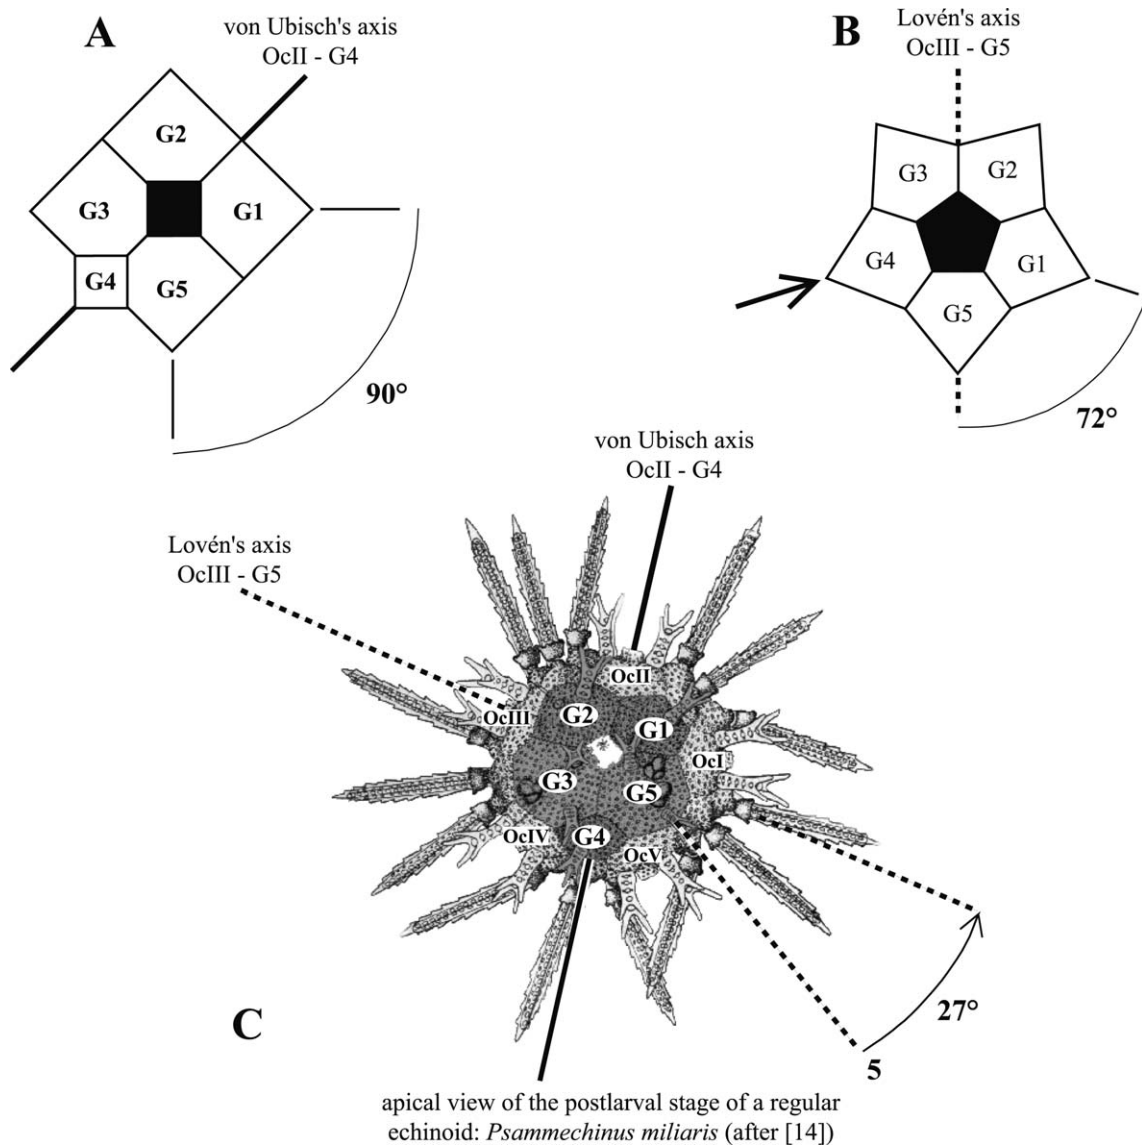 A
von Ubisch's axis
OcII - G4
G2
G3
G1
G4
G5
90°
B
Lovén's axis
OcIII - G5
G3
G2
G4
G1
G5
72°
von Ubisch axis
OcII - G4
Lovén's axis
OcIII - G5
OcII
OcIII
G2
G1
OcI
G3
G5
OcIV
G4
OcV
27°
5
C
apical view of the postlarval stage of a regular
echinoid: Psammechinus miliaris (after [14])